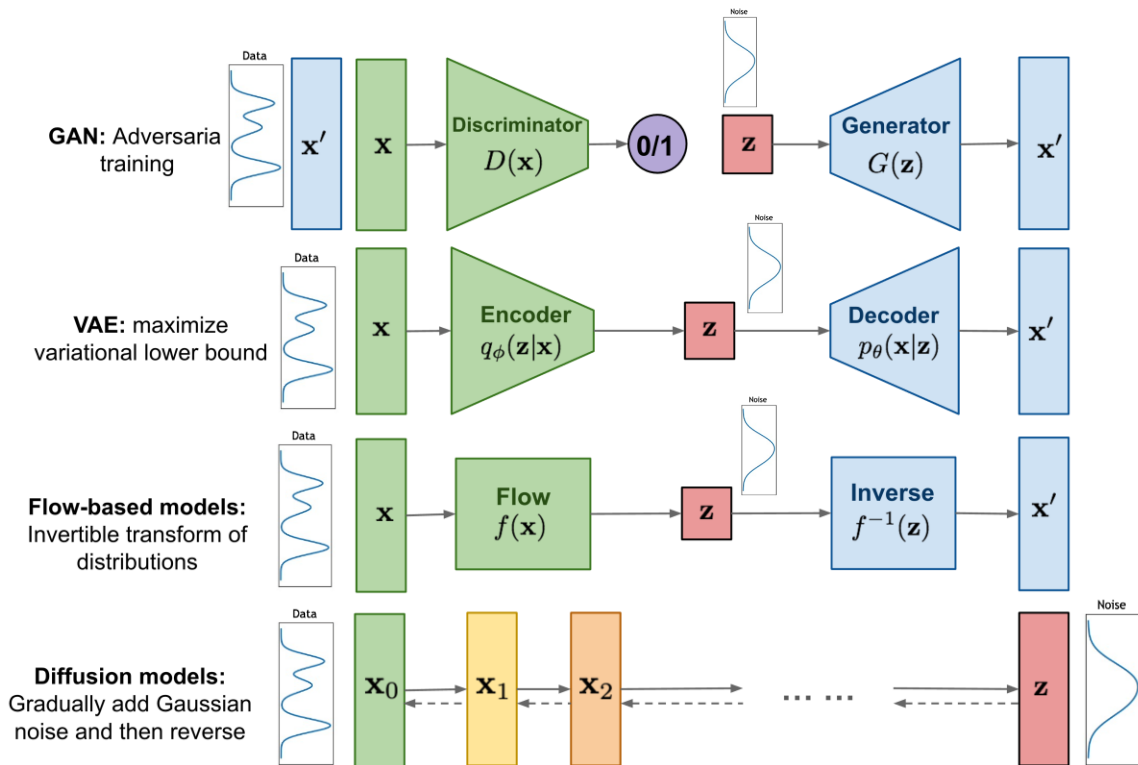 Data
Noise
GAN: Adversaria
training
x′
x
Discriminator
D(x)
0/1
z
Generator
G(z)
x′
Data
Noise
VAE: maximize
variational lower bound
x
Encoder
qϕ(z|x)
z
Decoder
pθ(x|z)
x′
Data
Noise
Flow-based models:
Invertible transform of
distributions
x
Flow
f(x)
z
Inverse
f⁻¹(z)
x′
Data
Noise
Diffusion models:
Gradually add Gaussian
noise and then reverse
x₀
x₁
x₂
... ...
z